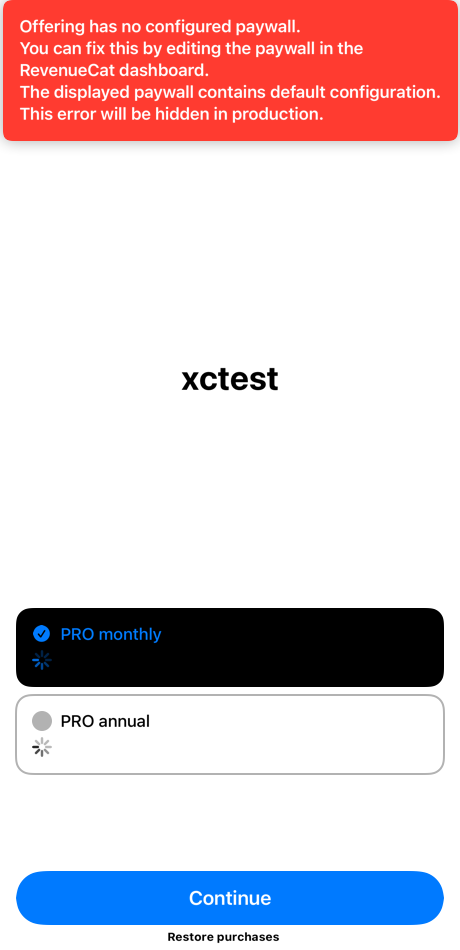 Offering has no configured paywall.
You can fix this by editing the paywall in the
RevenueCat dashboard.
The displayed paywall contains default configuration.
This error will be hidden in production.
xctest
PRO monthly
PRO annual
Continue
Restore purchases